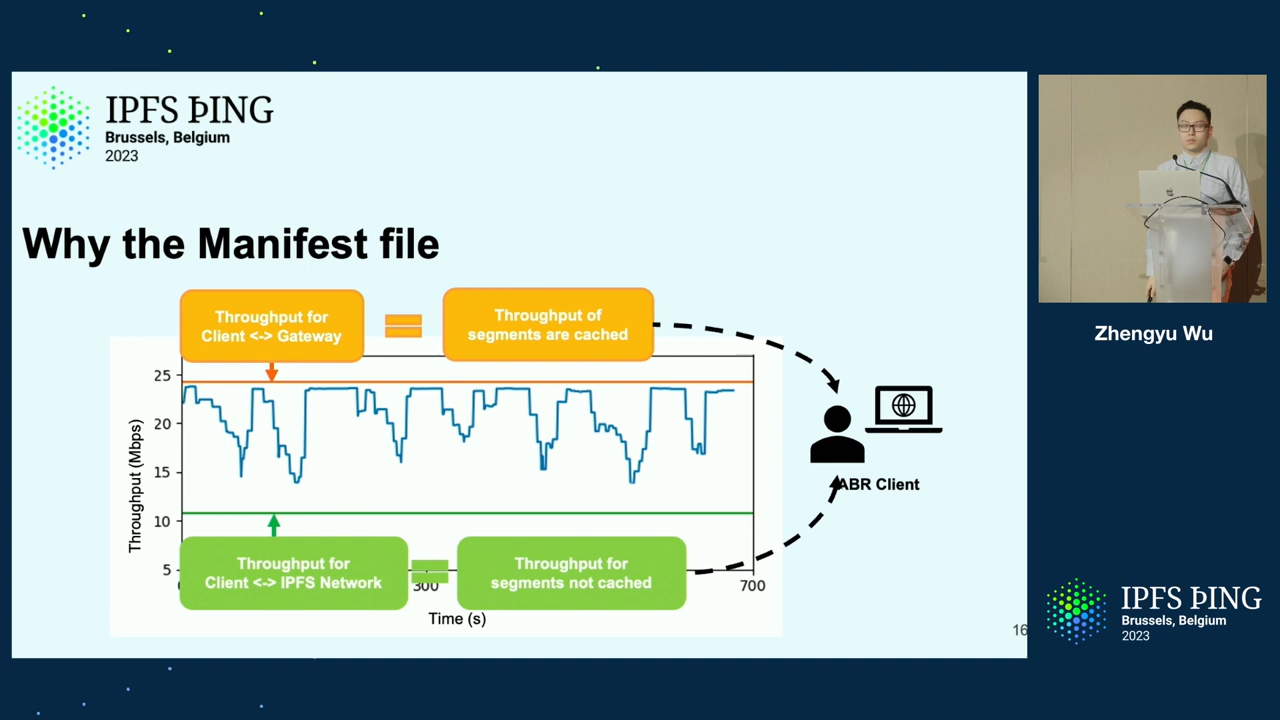 IPFS ÞING
Brussels, Belgium
2023
Why the Manifest file
Throughput for
Client <-> Gateway
Throughput of
segments are cached
25
20
15
10
5
Throughput (Mbps)
Throughput for
Client <-> IPFS Network
Throughput for
segments not cached
300
700
Time (s)
ABR Client
16
Zhengyu Wu
IPFS ÞING
Brussels, Belgium
2023